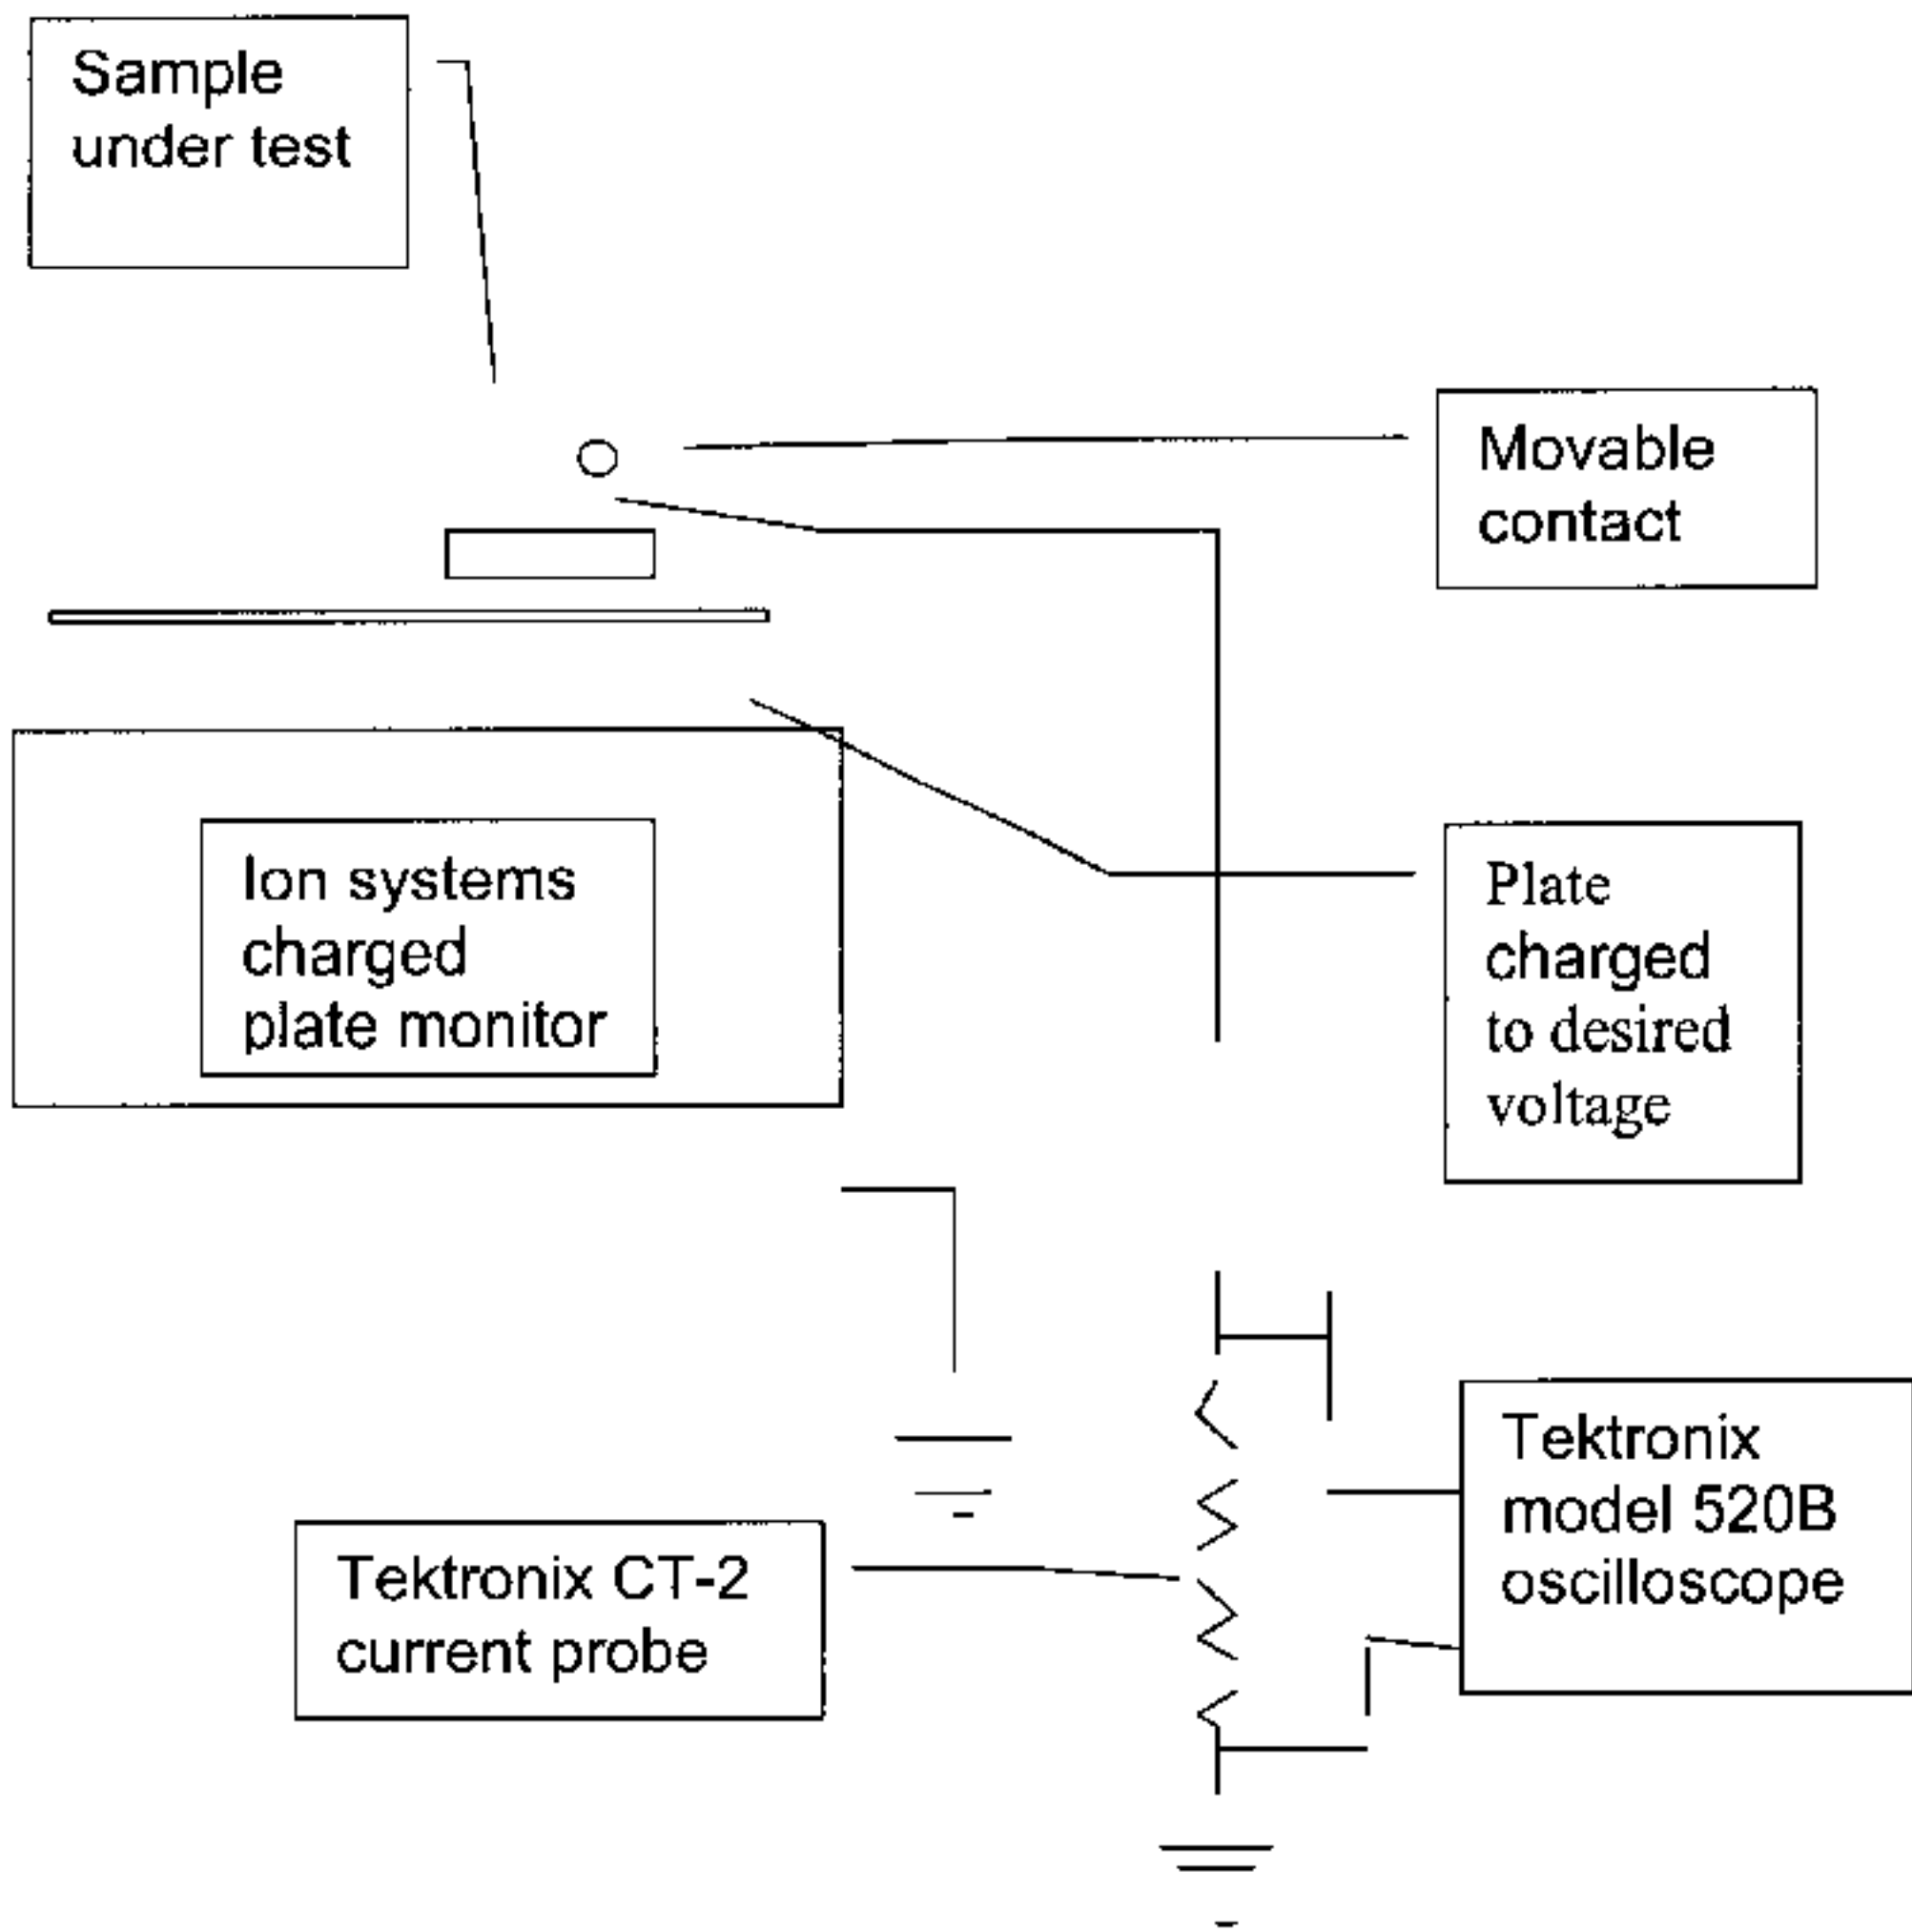 Sample
under test
Movable
contact
Ion systems
charged
plate monitor
Plate
charged
to desired
voltage
Tektronix
model 520B
oscilloscope
Tektronix CT-2
current probe